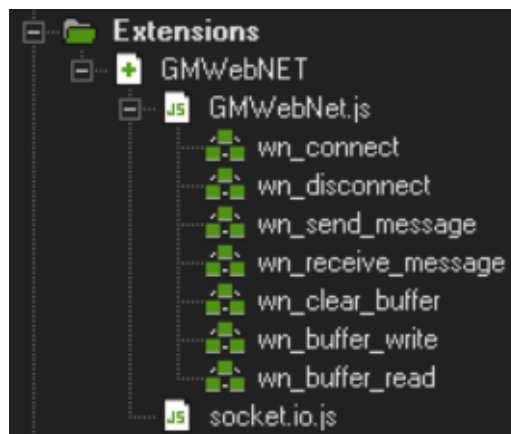 Extensions
GMWebNET
GMWebNet.js
wn_connect
wn_disconnect
wn_send_message
wn_receive_message
wn_clear_buffer
wn_buffer_write
wn_buffer_read
socket.io.js